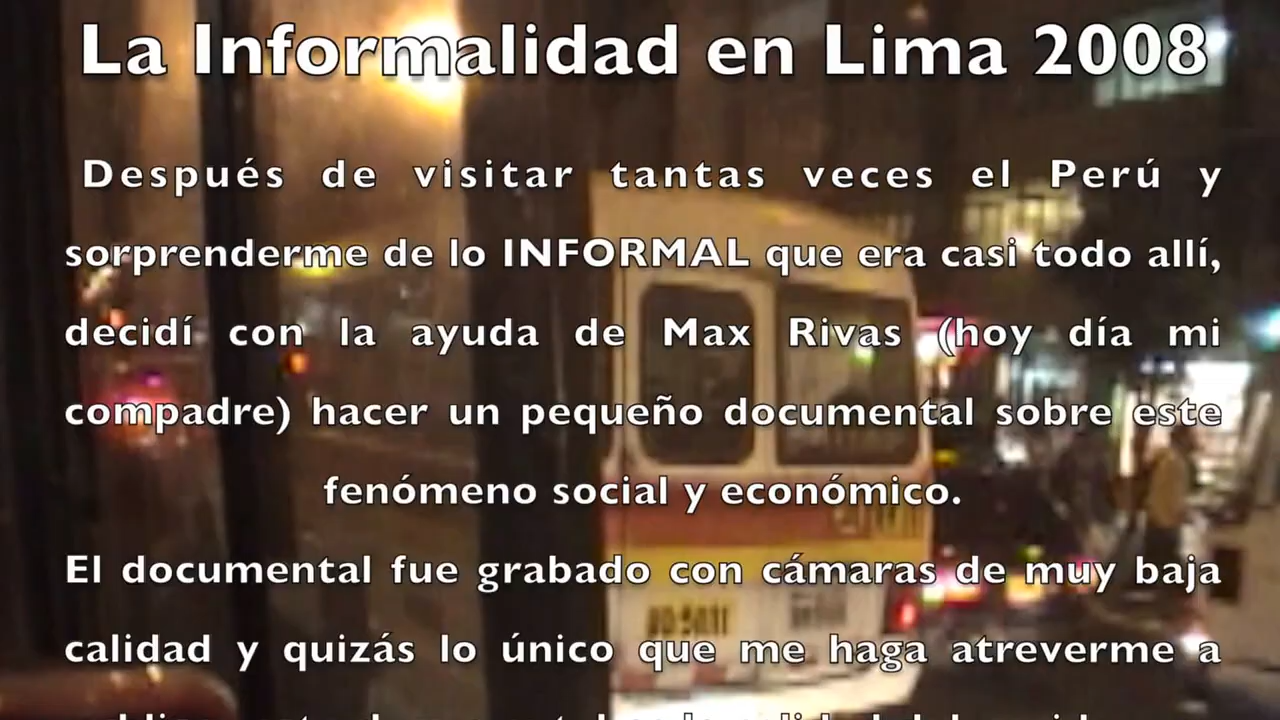 La Informalidad en Lima 2008
Después de visitar tantas veces el Perú y
sorprenderme de lo INFORMAL que era casi todo allí,
decidí con la ayuda de Max Rivas (hoy día mi
compadre) hacer un pequeño documental sobre este
fenómeno social y económico.
El documental fue grabado con cámaras de muy baja
calidad y quizás lo único que me haga atreverme a